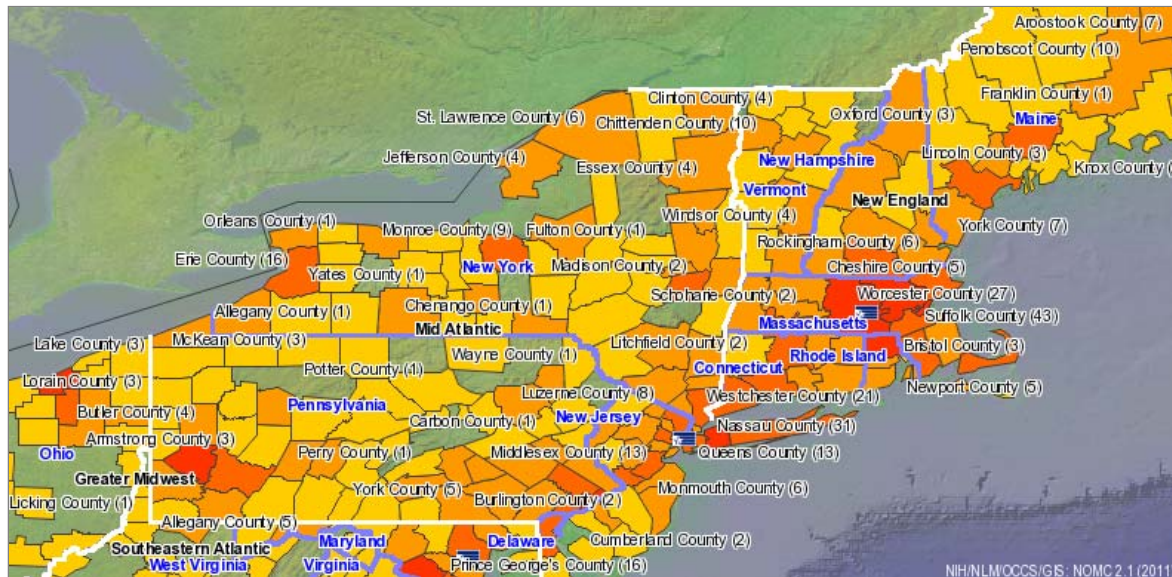 Aroostook County (7)
Penobscot County (10)
Franklin County (1)
Clinton County (4)
Oxford County (3)
Maine
St. Lawrence County (6)
Chittenden County (10)
Jefferson County (4)
Essex County (4)
New Hampshire
Lincoln County (3)
Knox County (
Vermont
New England
Orleans County (1)
Monroe County (9)
Fulton County (1)
Windsor County (4)
York County (7)
Erie County (16)
Yates County (1)
New York
Madison County (2)
Rockingham County (6)
Cheshire County (5)
Allegany County (1)
Chenango County (1)
Schoharie County (2)
Worcester County (27)
Mid Atlantic
Massachusetts
Suffolk County (43)
Lake County (3)
McKean County (3)
Wayne County (1)
Litchfield County (2)
Rhode Island
Bristol County (3)
Lorain County (3)
Potter County (1)
Connecticut
Newport County (5)
Butler County (4)
Pennsylvania
Luzerne County (8)
Westchester County (21)
Armstrong County (3)
Carbon County (1)
New Jersey
Nassau County (31)
Ohio
Perry County (1)
Middlesex County (13)
Queens County (13)
Greater Midwest
Licking County (1)
York County (5)
Burlington County (2)
Monmouth County (6)
Allegany County (5)
Southeastern Atlantic
Maryland
Delaware
Cumberland County (2)
West Virginia
Virginia
Prince George's County (16)
NIH/NLM/OCCS/GIS: NOMC 2.1 (2011